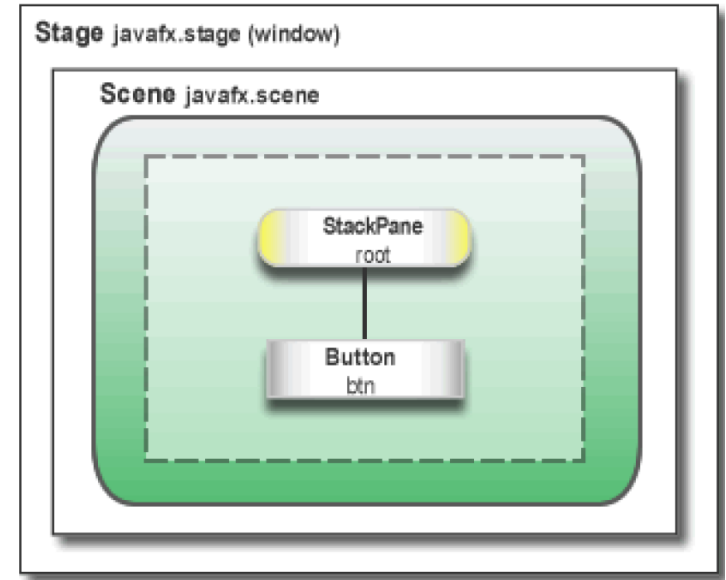 Stage javafx.stage (window)
Scene javafx.scene
StackPane
root
Button
btn